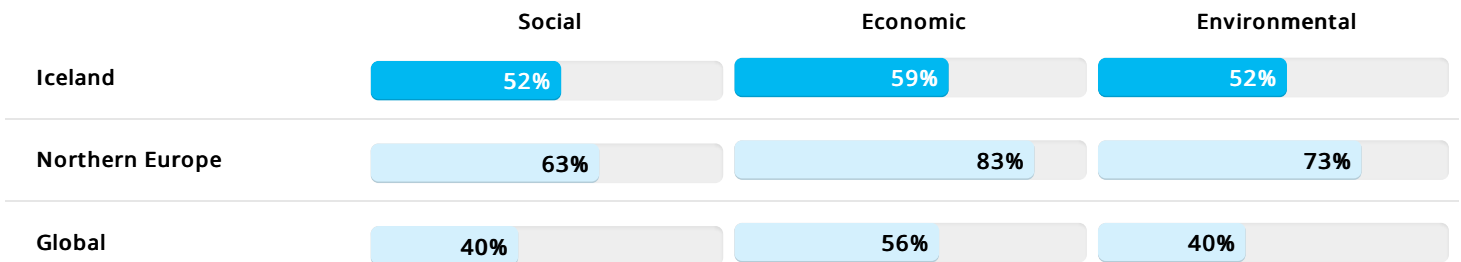 Social Economic Environmental
Iceland 52% 59% 52%
Northern Europe 63% 83% 73%
Global 40% 56% 40%